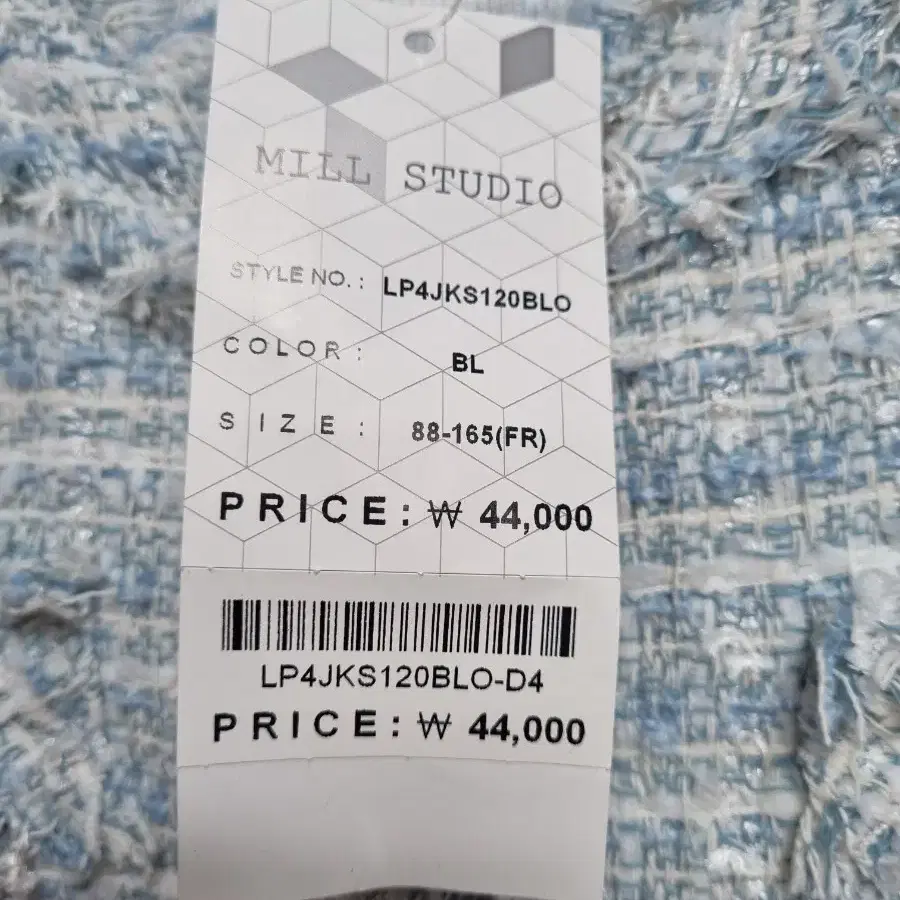 MILL STUDIO
STYLE NO. : LP4JKS120BLO
COLOR : BL
SIZE : 88-165(FR)
PRICE: ₩ 44,000
LP4JKS120BLO-D4
PRICE: ₩ 44,000